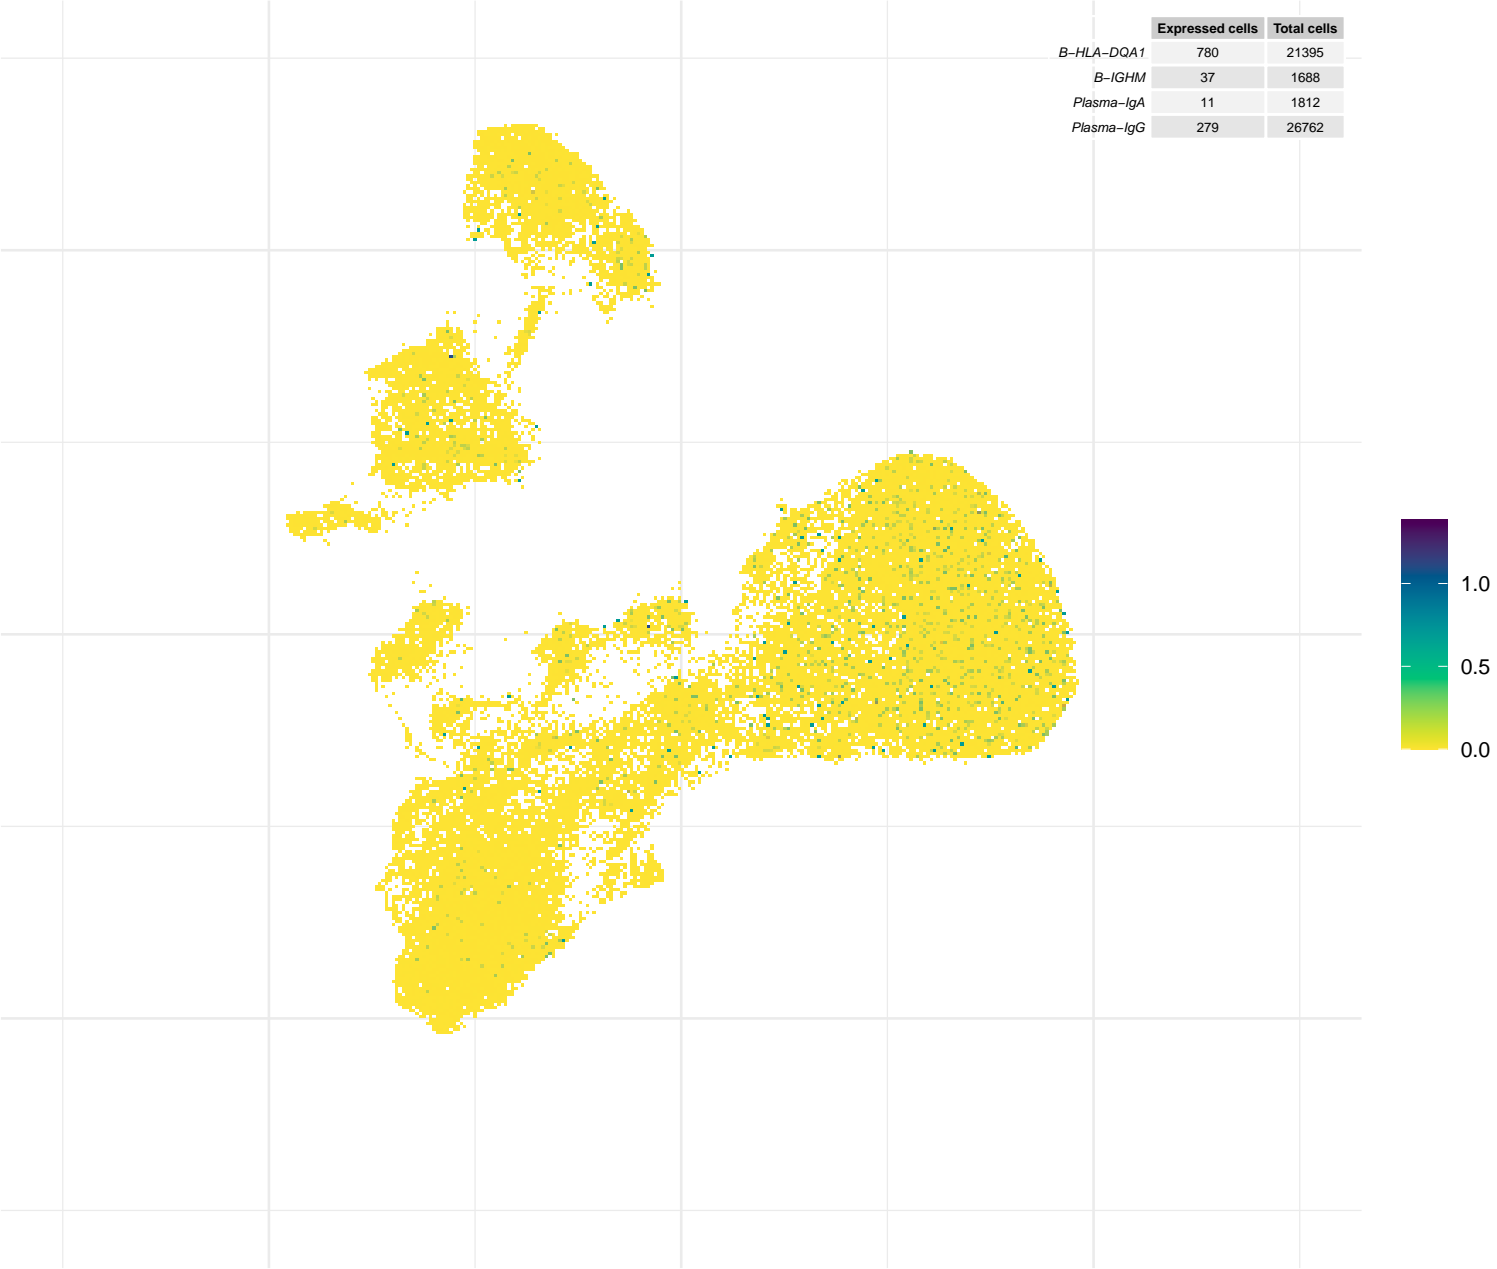 Expressed cells Total cells
B−HLA−DQA1 780 21395
B−IGHM 37 1688
Plasma−IgA 11 1812
Plasma−IgG 279 26762
1.0
0.5
0.0